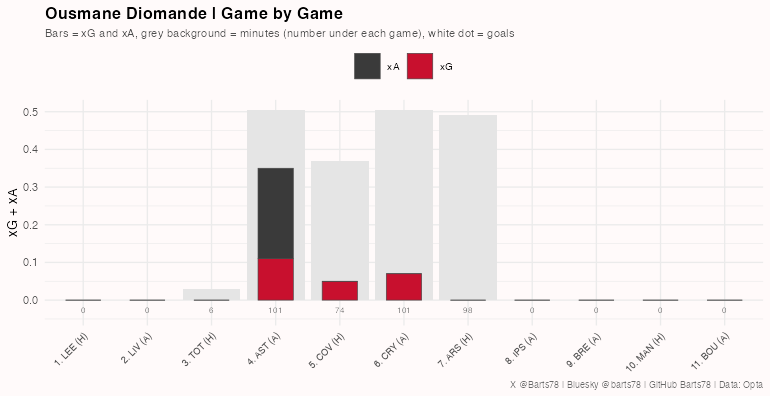 Ousmane Diomande | Game by Game
Bars = xG and xA, grey background = minutes (number under each game), white dot = goals
xA xG
xG + xA
0.5
0.4
0.3
0.2
0.1
0.0
0 0 6 101 74 101 98 0 0 0 0
1. LEE (H) 2. LIV (A) 3. TOT (H) 4. AST (A) 5. COV (H) 6. CRY (A) 7. ARS (H) 8. IPS (A) 9. BRE (A) 10. MAN (H) 11. BOU (A)
X @Barts78 | Bluesky @barts78 | GitHub Barts78 | Data: Opta